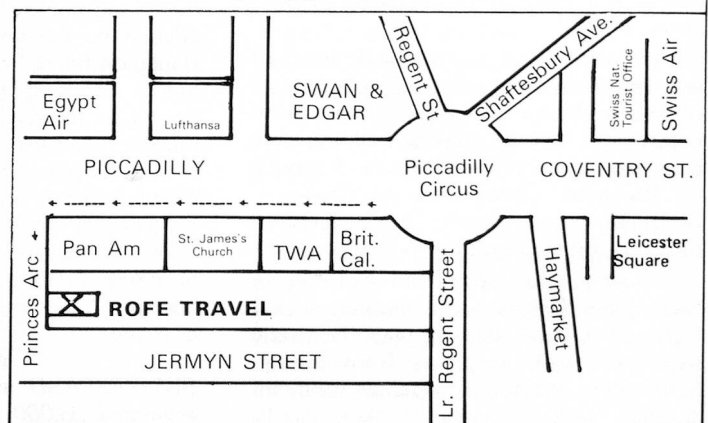 Regent St
Shaftesbury Ave.
Egypt
Air
Lufthansa
SWAN &
EDGAR
Swiss Nat.
Tourist Office
Swiss Air
PICCADILLY
Piccadilly
Circus
COVENTRY ST.
Princes Arc
Pan Am
St. James's
Church
TWA
Brit.
Cal.
Lr. Regent Street
Haymarket
Leicester
Square
X
ROFE TRAVEL
JERMYN STREET